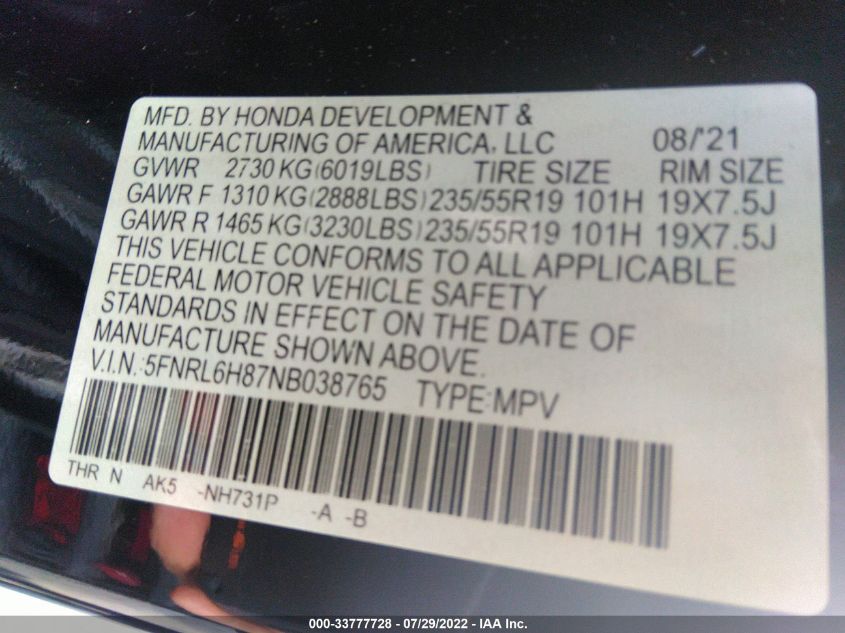 MFD. BY HONDA DEVELOPMENT &
MANUFACTURING OF AMERICA, LLC 08/'21
GVWR 2730 KG(6019LBS) TIRE SIZE RIM SIZE
GAWR F 1310 KG(2888LBS) 235/55R19 101H 19X7.5J
GAWR R 1465 KG(3230LBS) 235/55R19 101H 19X7.5J
THIS VEHICLE CONFORMS TO ALL APPLICABLE
FEDERAL MOTOR VEHICLE SAFETY
STANDARDS IN EFFECT ON THE DATE OF
MANUFACTURE SHOWN ABOVE.
V.I.N.:5FNRL6H87NB038765 TYPE:MPV
THR N AK5 -NH731P -A -B
000-33777728 - 07/29/2022 - IAA Inc.